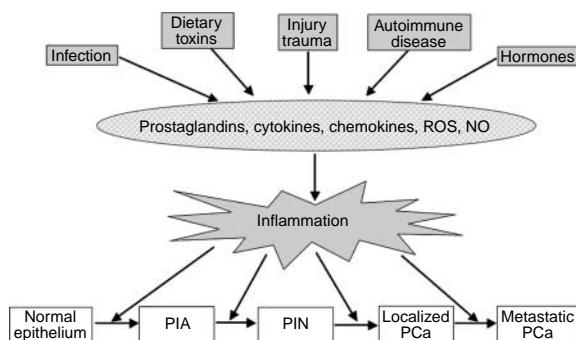 Dietary
toxins
Injury
trauma
Autoimmune
disease
Infection
Hormones
Prostaglandins, cytokines, chemokines, ROS, NO
Inflammation
Normal
epithelium
PIA
PIN
Localized
PCa
Metastatic
PCa